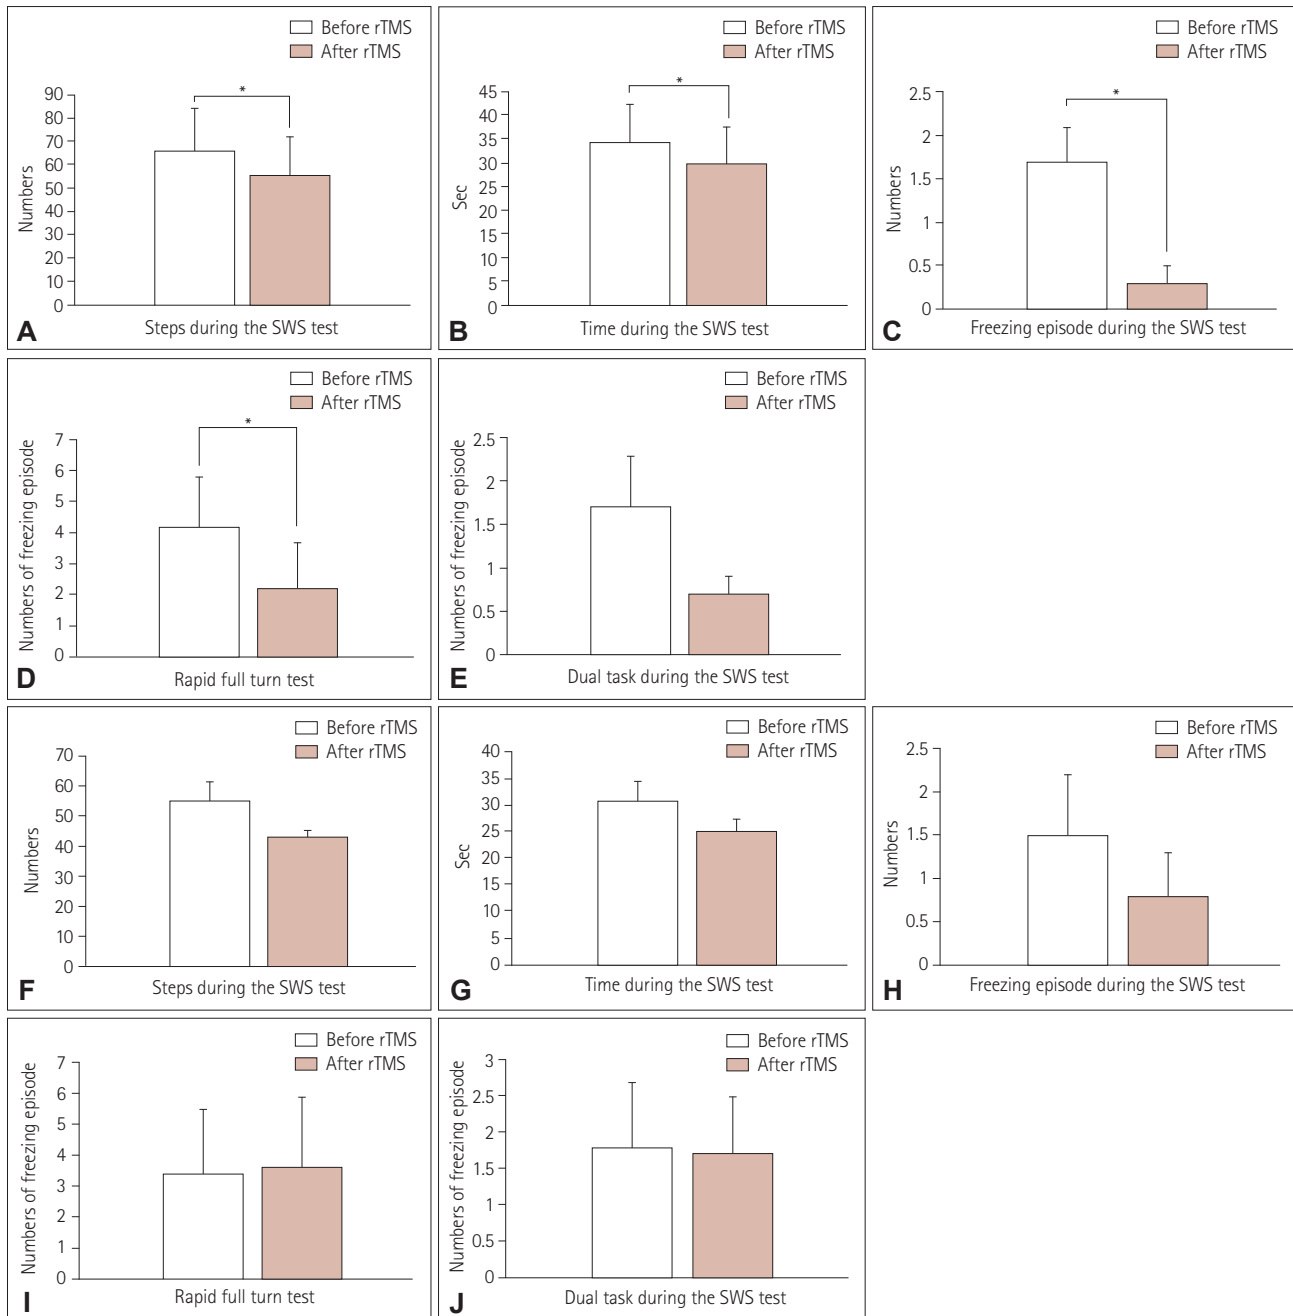 Before rTMS
After rTMS
*
90
80
70
60
50
40
30
20
10
0
Numbers
Steps during the SWS test
A
Before rTMS
After rTMS
*
45
40
35
30
25
20
15
10
5
0
Sec
Time during the SWS test
B
Before rTMS
After rTMS
*
2.5
2
1.5
1
0.5
0
Numbers
Freezing episode during the SWS test
C
Before rTMS
After rTMS
*
7
6
5
4
3
2
1
0
Numbers of freezing episode
Rapid full turn test
D
Before rTMS
After rTMS
2.5
2
1.5
1
0.5
0
Numbers of freezing episode
Dual task during the SWS test
E
Before rTMS
After rTMS
70
60
50
40
30
20
10
0
Numbers
Steps during the SWS test
F
Before rTMS
After rTMS
40
35
30
25
20
15
10
5
0
Sec
Time during the SWS test
G
Before rTMS
After rTMS
2.5
2
1.5
1
0.5
0
Numbers
Freezing episode during the SWS test
H
Before rTMS
After rTMS
7
6
5
4
3
2
1
0
Numbers of freezing episode
Rapid full turn test
I
Before rTMS
After rTMS
3
2.5
2
1.5
1
0.5
0
Numbers of freezing episode
Dual task during the SWS test
J